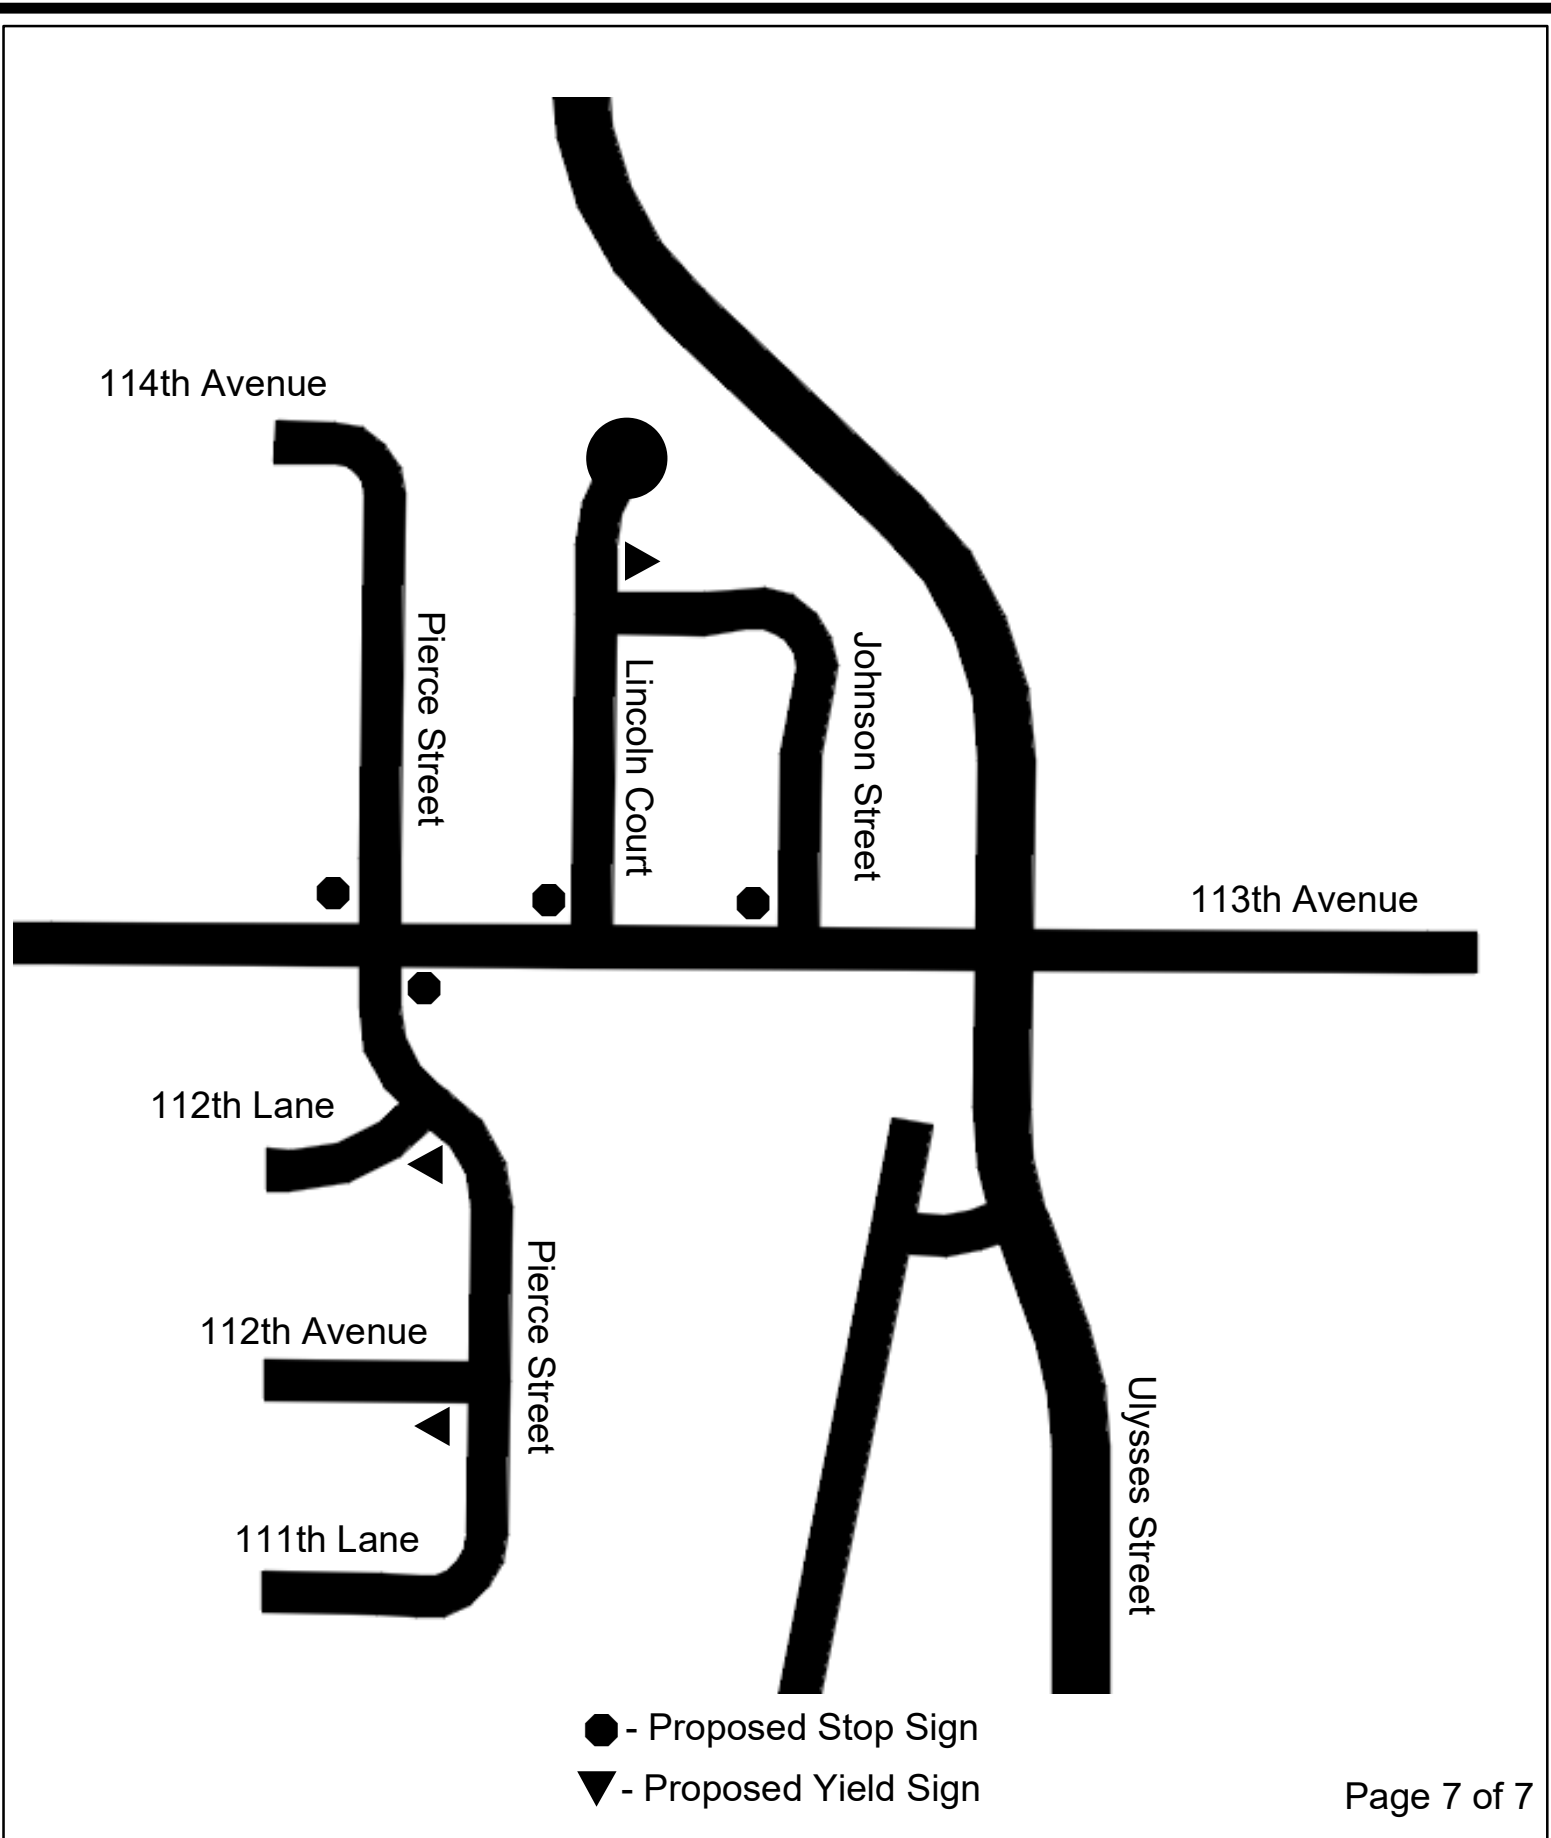 114th Avenue
Pierce Street
Lincoln Court
Johnson Street
113th Avenue
112th Lane
Pierce Street
112th Avenue
Ulysses Street
111th Lane
- Proposed Stop Sign
- Proposed Yield Sign
Page 7 of 7